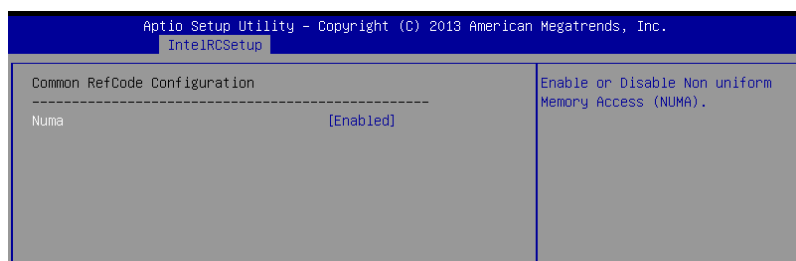 Aptio Setup Utility – Copyright (C) 2013 American Megatrends, Inc.
IntelRCSetup
Common RefCode Configuration
--------------------------------------------------
Numa [Enabled]
Enable or Disable Non uniform
Memory Access (NUMA).